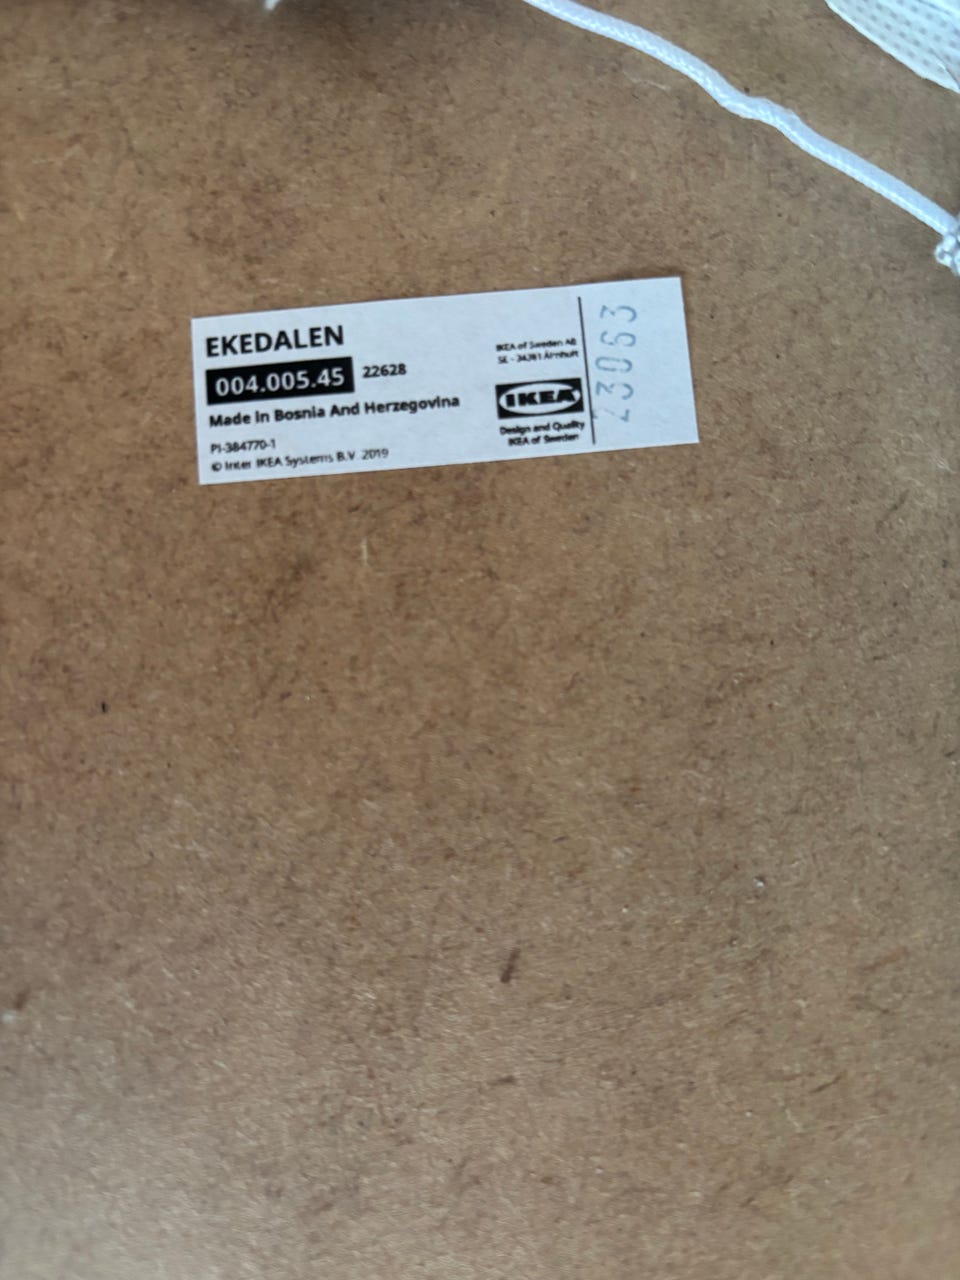 EKEDALEN
004.005.45 22628
Made in Bosnia And Herzegovina
PI-384770-1
© Inter IKEA Systems B.V. 2019
IKEA of Sweden AB
SE - 34381 Älmhult
IKEA
Design and Quality
IKEA of Sweden
23063